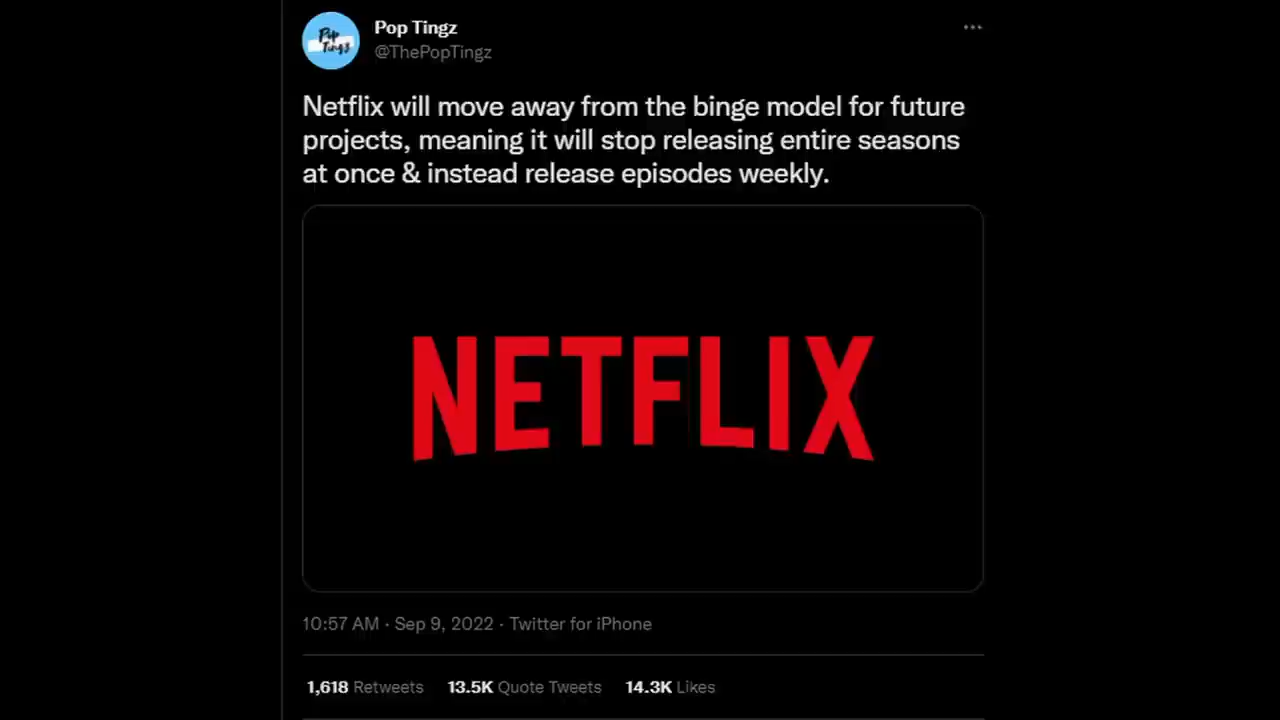 Pop Tingz
Pop
Tingz
@ThePopTingz
Netflix will move away from the binge model for future
projects, meaning it will stop releasing entire seasons
at once & instead release episodes weekly.
NETFLIX
10:57 AM · Sep 9, 2022 · Twitter for iPhone
1,618 Retweets 13.5K Quote Tweets 14.3K Likes